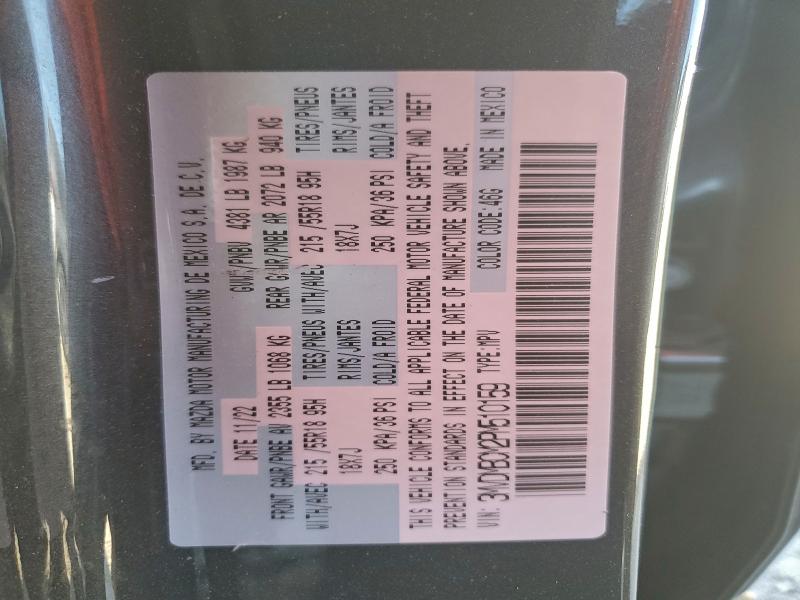 MFD. BY MAZDA MOTOR MANUFACTURING DE MEXICO S.A. DE C.V.
DATE 11/22 GVWR/PNBV 4381 LB 1987 KG
FRONT GAWR/PNBE AV 2355 LB 1068 KG REAR GAWR/PNBE AR 2072 LB 940 KG
WITH/AVEC 215 /55R18 95H TIRES/PNEUS WITH/AVEC 215 /55R18 95H TIRES/PNEUS
18X7J RIMS/JANTES 18X7J RIMS/JANTES
250 KPA/36 PSI COLD/A FROID 250 KPA/36 PSI COLD/A FROID
THIS VEHICLE CONFORMS TO ALL APPLICABLE FEDERAL MOTOR VEHICLE SAFETY AND THEFT
PREVENTION STANDARDS IN EFFECT ON THE DATE OF MANUFACTURE SHOWN ABOVE.
VIN: TYPE:MPV COLOR CODE:46G MADE IN MEXICO